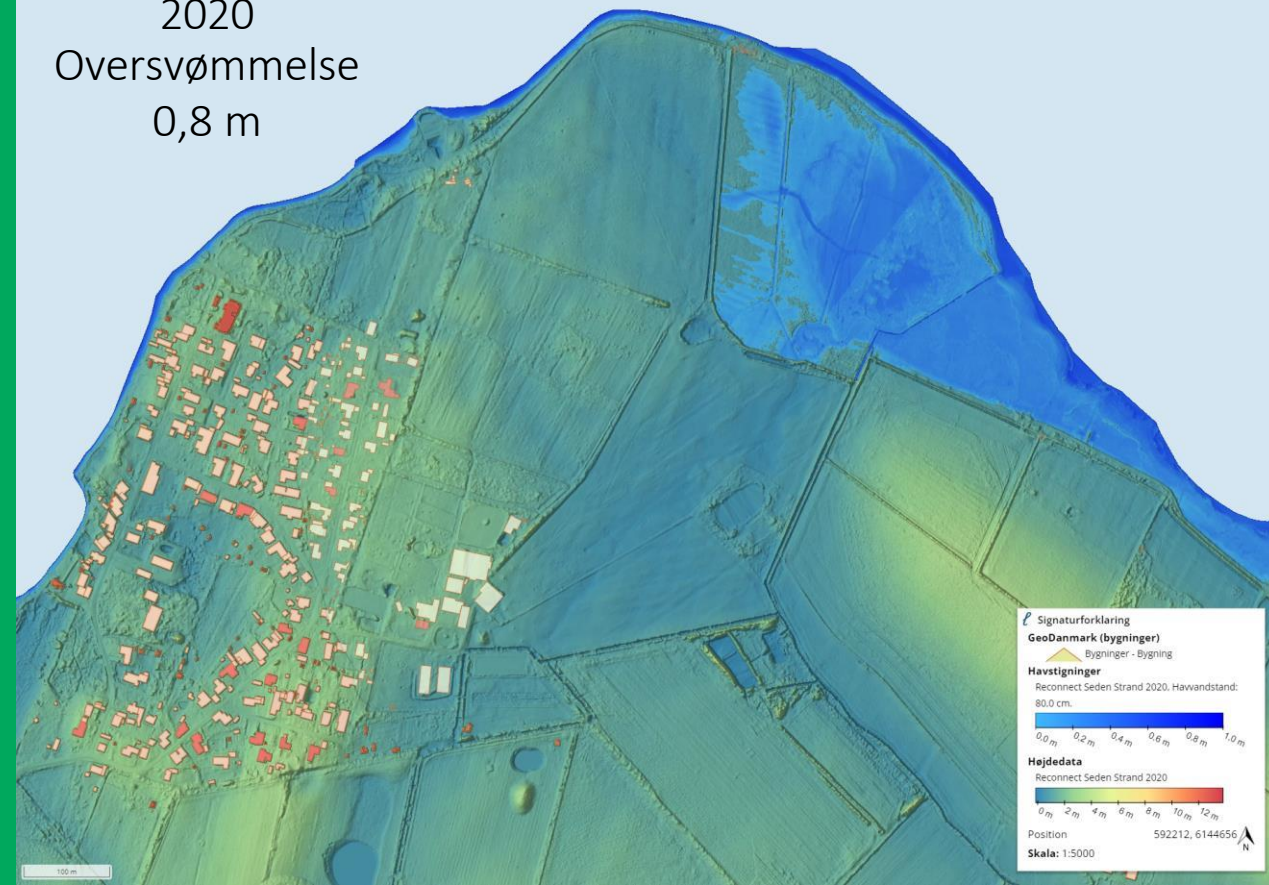 2020
Oversvømmelse
0,8 m
Signaturforklaring
GeoDanmark (bygninger)
Bygninger - Bygning
Havstigninger
Reconnect Seden Strand 2020. Havvandstand:
80.0 cm.
0,0 m 0,2 m 0,4 m 0,6 m 0,8 m 1,0 m
Højdedata
Reconnect Seden Strand 2020
0 m 2 m 4 m 6 m 8 m 10 m 12 m
Position 592212, 6144656
N
Skala: 1:5000
100 m